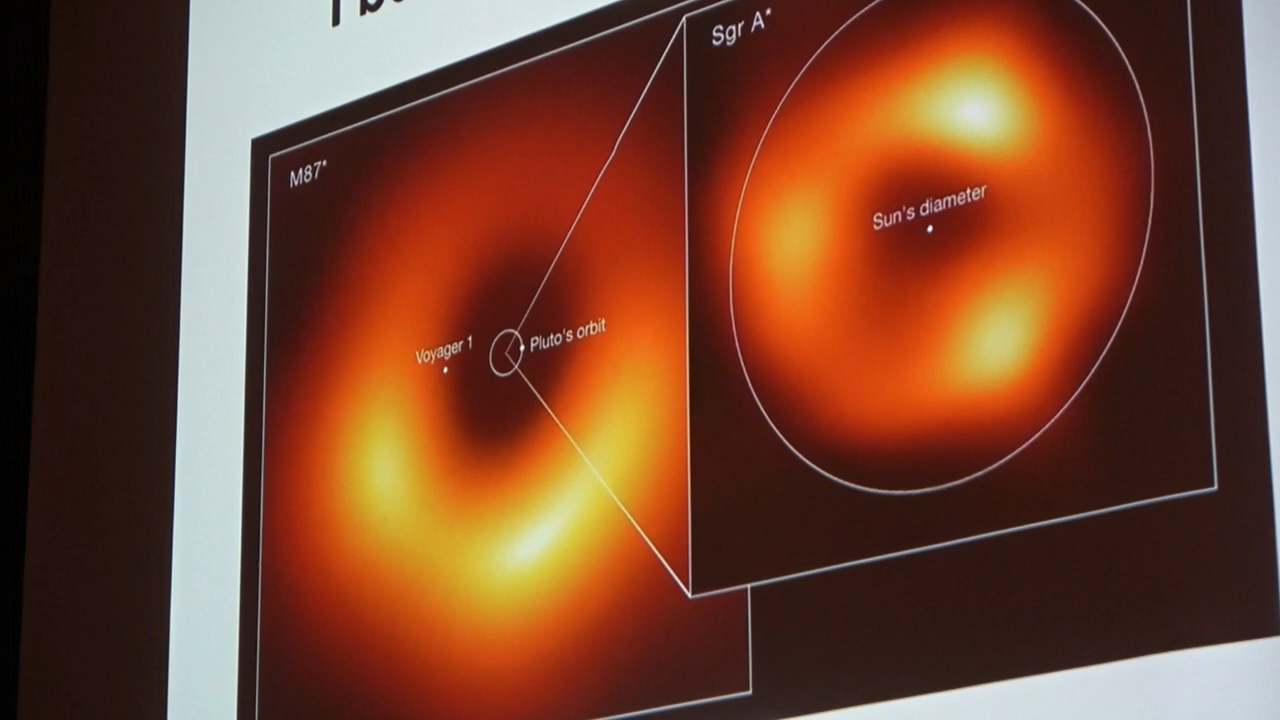 M87*
Sgr A*
Sun's diameter
Voyager 1
Pluto's orbit